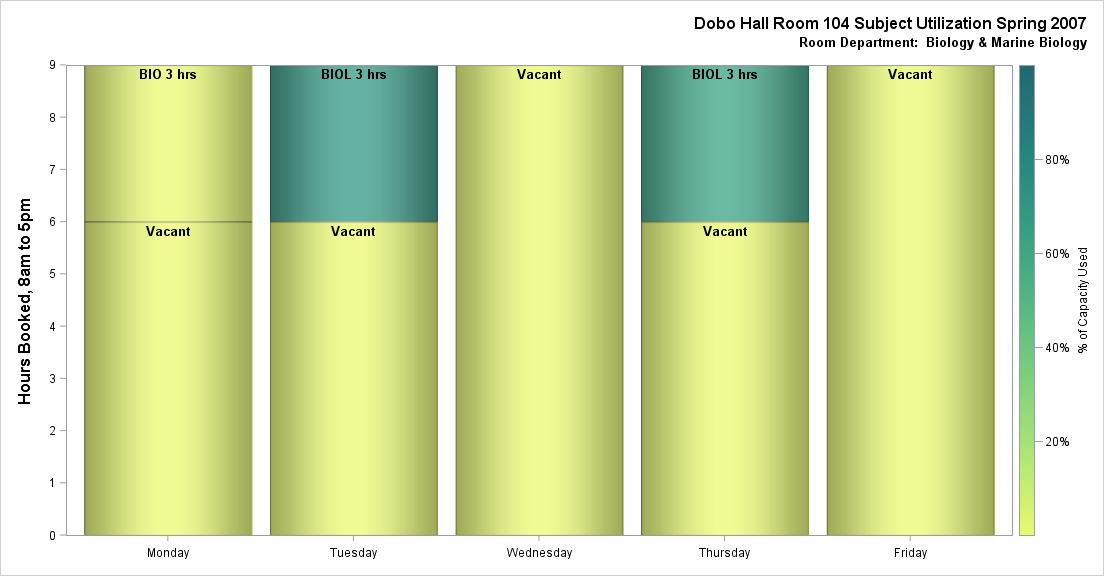 Dobo Hall Room 104 Subject Utilization Spring 2007
Room Department: Biology & Marine Biology
Hours Booked, 8am to 5pm
9
8
7
6
5
4
3
2
1
0
BIO 3 hrs
BIOL 3 hrs
Vacant
BIOL 3 hrs
Vacant
Vacant
Vacant
Vacant
Monday
Tuesday
Wednesday
Thursday
Friday
80%
60%
40%
20%
% of Capacity Used